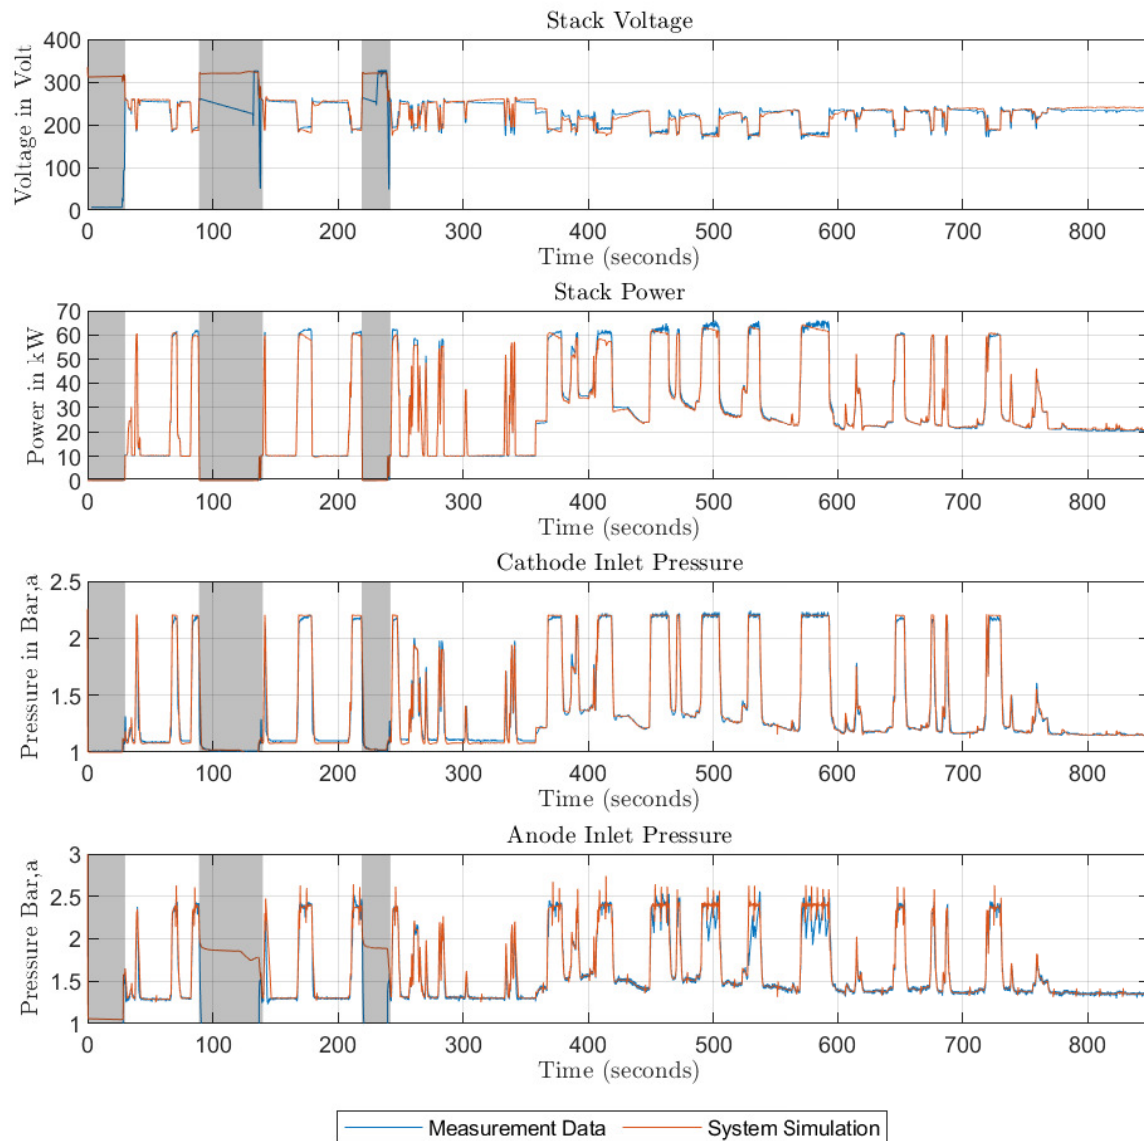 Stack Voltage
Voltage in Volt
400
300
200
100
0
0 100 200 300 400 500 600 700 800
Time (seconds)
Stack Power
Power in kW
70
60
50
40
30
20
10
0
0 100 200 300 400 500 600 700 800
Time (seconds)
Cathode Inlet Pressure
Pressure in Bar,a
2.5
2
1.5
1
0 100 200 300 400 500 600 700 800
Time (seconds)
Anode Inlet Pressure
Pressure Bar,a
3
2.5
2
1.5
1
0 100 200 300 400 500 600 700 800
Time (seconds)
Measurement Data System Simulation